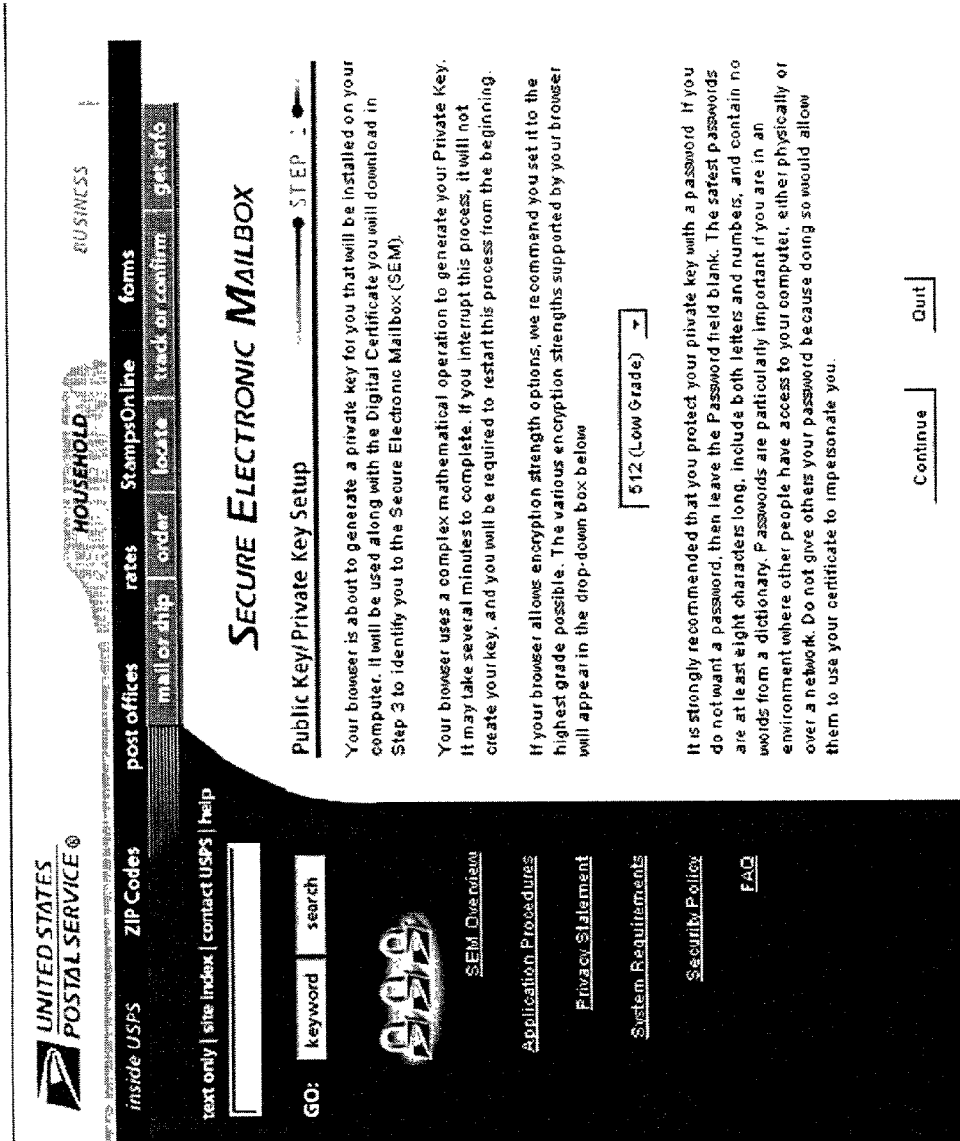 UNITED STATES
POSTAL SERVICE ®
HOUSEHOLD
BUSINESS
inside USPS ZIP Codes post offices rates StampsOnline forms
mail or ship order locate track or confirm get info
text only | site index | contact USPS | help
GO: keyword search
SEM Overview
Application Procedures
Privacy Statement
System Requirements
Security Policy
FAQ
SECURE ELECTRONIC MAILBOX
Public Key/Private Key Setup STEP 1
Your browser is about to generate a private key for you that will be installed on your
computer. It will be used along with the Digital Certificate you will download in
Step 3 to identify you to the Secure Electronic Mailbox (SEM).
Your browser uses a complex mathematical operation to generate your Private Key.
It may take several minutes to complete. If you interrupt this process, it will not
create your key, and you will be required to restart this process from the beginning.
If your browser allows encryption strength options, we recommend you set it to the
highest grade possible. The various encryption strengths supported by your browser
will appear in the drop-down box below
512 (Low Grade)
It is strongly recommended that you protect your private key with a password If you
do not want a password, then leave the Password field blank. The safest passwords
are at least eight characters long, include both letters and numbers, and contain no
words from a dictionary. Passwords are particularly important if you are in an
environment where other people have access to your computer, either physically or
over a network. Do not give others your password because doing so would allow
them to use your certificate to impersonate you.
Continue Quit